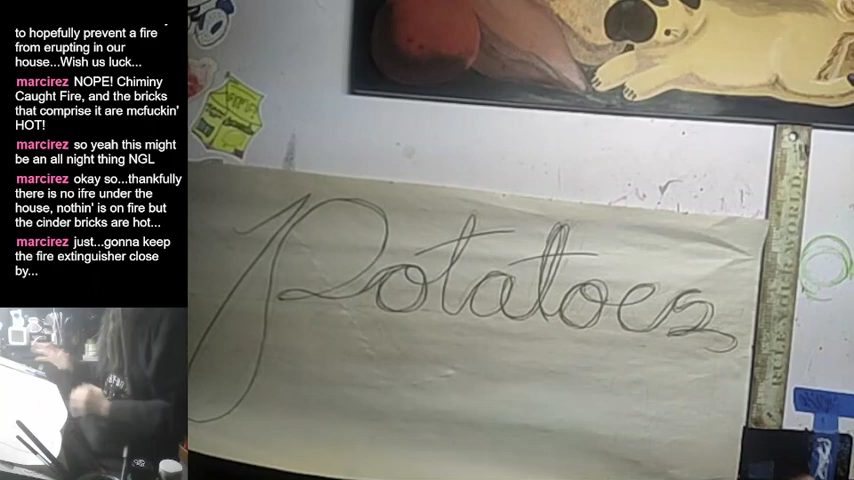 to hopefully prevent a fire
from erupting in our
house...Wish us luck...
marcirez NOPE! Chiminy
Caught Fire, and the bricks
that comprise it are mcfuckin'
HOT!
marcirez so yeah this might
be an all night thing NGL
marcirez okay so...thankfully
there is no ifre under the
house, nothin' is on fire but
the cinder bricks are hot...
marcirez just...gonna keep
the fire extinguisher close
by...
Potatoes
RULE YOUR WORLD